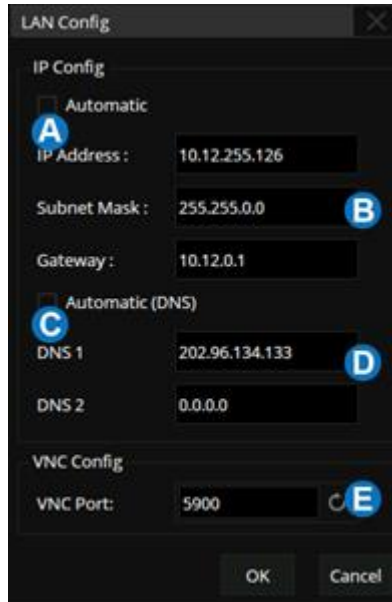 LAN Config
IP Config
Automatic
A
IP Address : 10.12.255.126
Subnet Mask : 255.255.0.0 B
Gateway : 10.12.0.1
Automatic (DNS)
C
DNS 1 202.96.134.133 D
DNS 2 0.0.0.0
VNC Config
VNC Port: 5900 E
OK Cancel